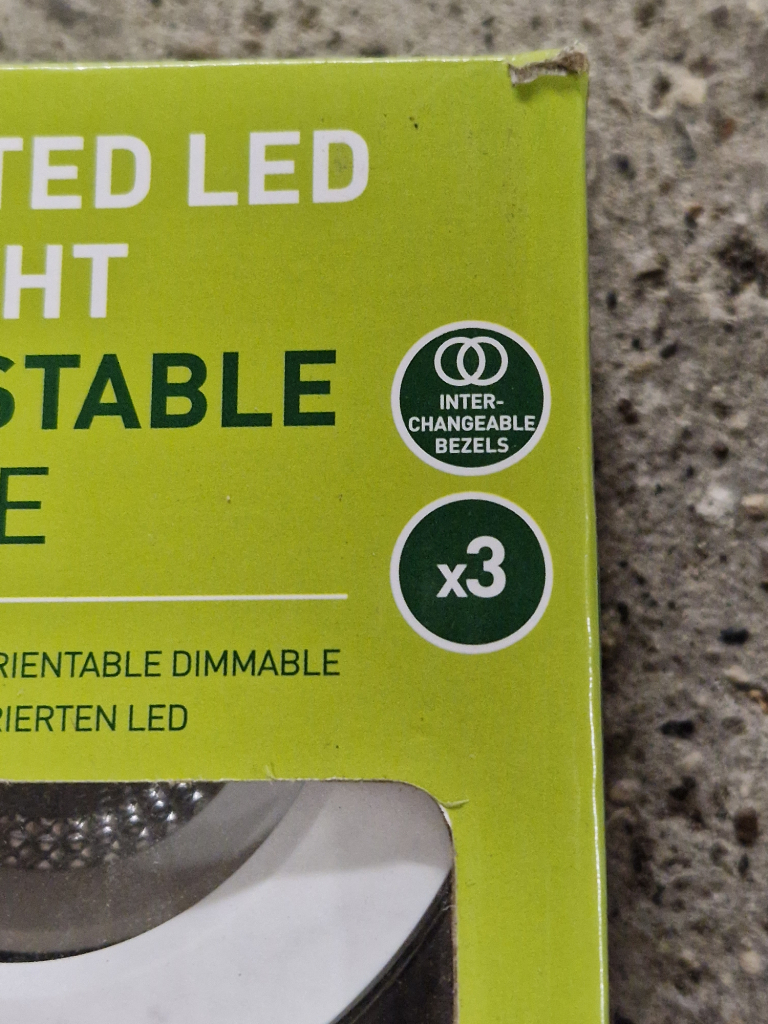 TED LED
HT
STABLE
E
INTER-
CHANGEABLE
BEZELS
x3
RIENTABLE DIMMABLE
RIERTEN LED